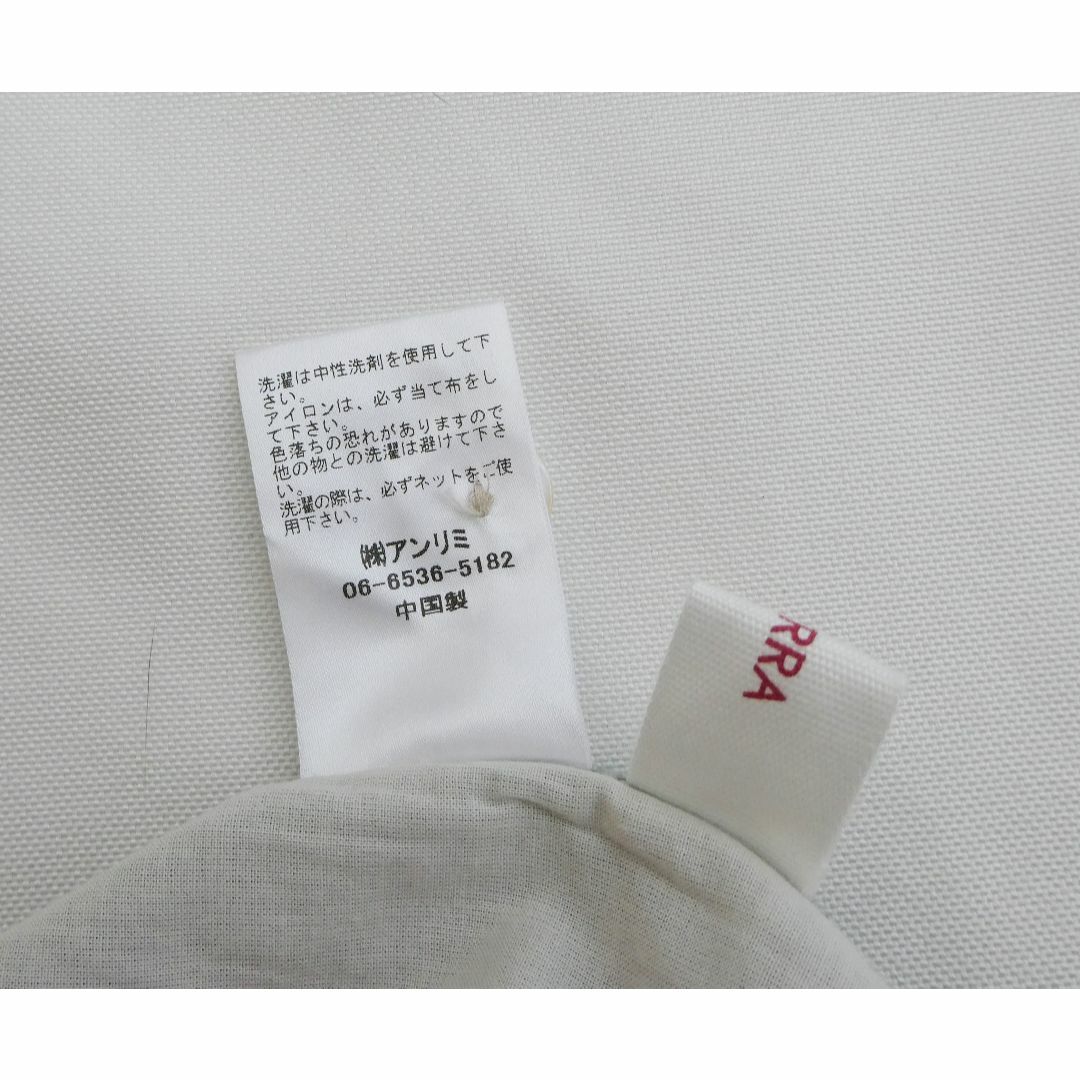 洗濯は中性洗剤を使用して下
さい。
アイロンは、必ず当て布をし
て下さい。
色落ちの恐れがありますので
他の物との洗濯は避けて下さ
い。
洗濯の際は、必ずネットをご使
用下さい。
㈱アンリミ
06-6536-5182
中国製
RRA